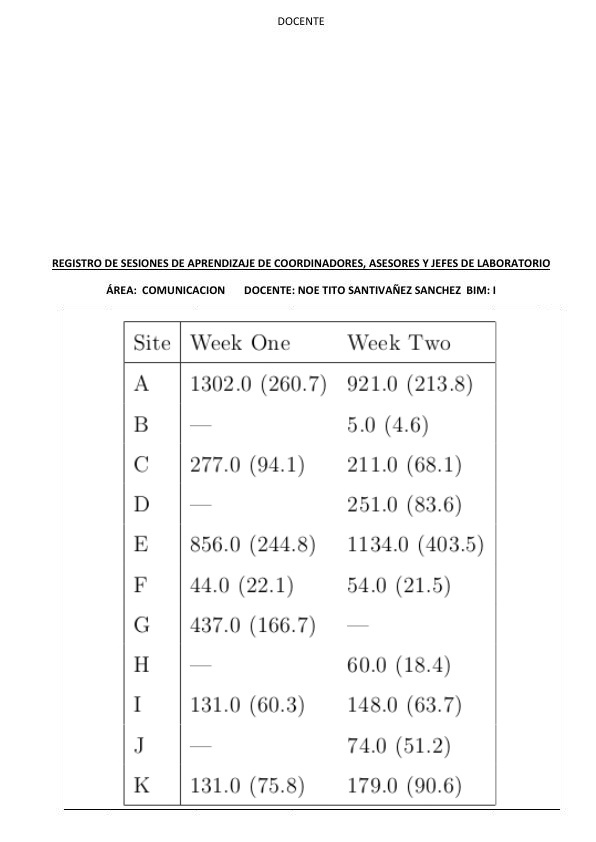 DOCENTE
REGISTRO DE SESIONES DE APRENDIZAJE DE COORDINADORES, ASESORES Y JEFES DE LABORATORIO
ÁREA: COMUNICACION DOCENTE: NOE TITO SANTIVAÑEZ SANCHEZ BIM: I
Site Week One Week Two
A 1302.0 (260.7) 921.0 (213.8)
B — 5.0 (4.6)
C 277.0 (94.1) 211.0 (68.1)
D — 251.0 (83.6)
E 856.0 (244.8) 1134.0 (403.5)
F 44.0 (22.1) 54.0 (21.5)
G 437.0 (166.7) —
H — 60.0 (18.4)
I 131.0 (60.3) 148.0 (63.7)
J — 74.0 (51.2)
K 131.0 (75.8) 179.0 (90.6)